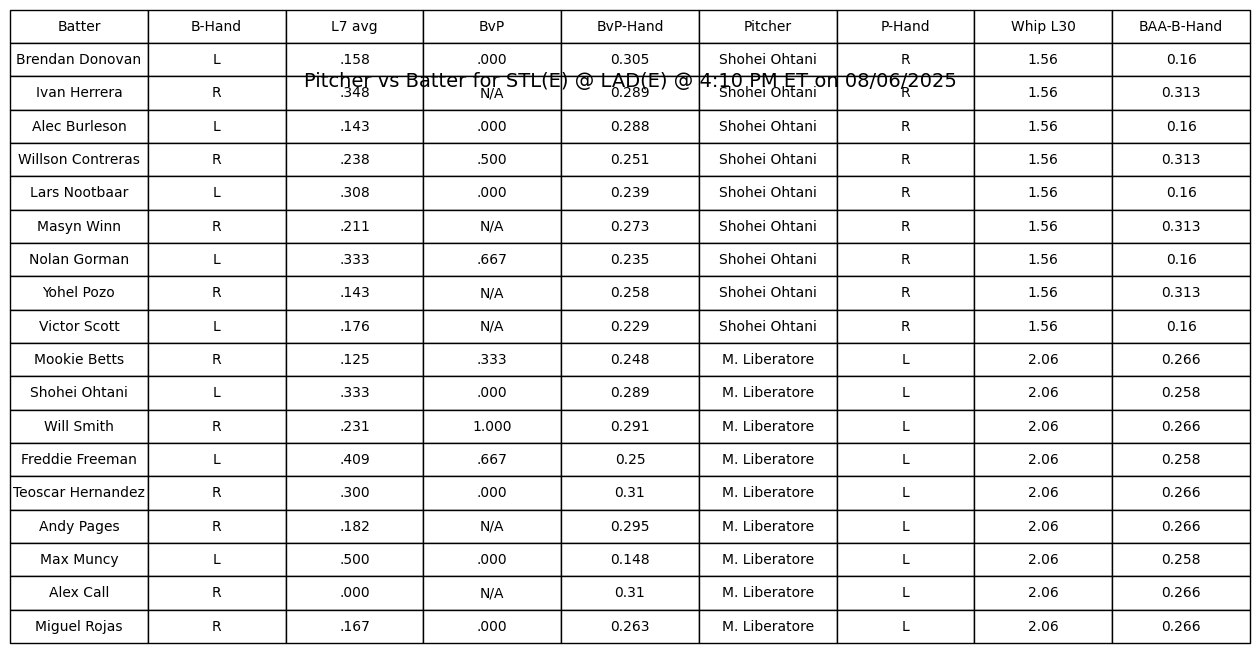 Batter B-Hand L7 avg BvP BvP-Hand Pitcher P-Hand Whip L30 BAA-B-Hand
Brendan Donovan L .158 .000 0.305 Shohei Ohtani R 1.56 0.16
Pitcher vs Batter for STL(E) @ LAD(E) @ 4:10 PM ET on 08/06/2025
Ivan Herrera R .348 N/A 0.289 Shohei Ohtani R 1.56 0.313
Alec Burleson L .143 .000 0.288 Shohei Ohtani R 1.56 0.16
Willson Contreras R .238 .500 0.251 Shohei Ohtani R 1.56 0.313
Lars Nootbaar L .308 .000 0.239 Shohei Ohtani R 1.56 0.16
Masyn Winn R .211 N/A 0.273 Shohei Ohtani R 1.56 0.313
Nolan Gorman L .333 .667 0.235 Shohei Ohtani R 1.56 0.16
Yohel Pozo R .143 N/A 0.258 Shohei Ohtani R 1.56 0.313
Victor Scott L .176 N/A 0.229 Shohei Ohtani R 1.56 0.16
Mookie Betts R .125 .333 0.248 M. Liberatore L 2.06 0.266
Shohei Ohtani L .333 .000 0.289 M. Liberatore L 2.06 0.258
Will Smith R .231 1.000 0.291 M. Liberatore L 2.06 0.266
Freddie Freeman L .409 .667 0.25 M. Liberatore L 2.06 0.258
Teoscar Hernandez R .300 .000 0.31 M. Liberatore L 2.06 0.266
Andy Pages R .182 N/A 0.295 M. Liberatore L 2.06 0.266
Max Muncy L .500 .000 0.148 M. Liberatore L 2.06 0.258
Alex Call R .000 N/A 0.31 M. Liberatore L 2.06 0.266
Miguel Rojas R .167 .000 0.263 M. Liberatore L 2.06 0.266